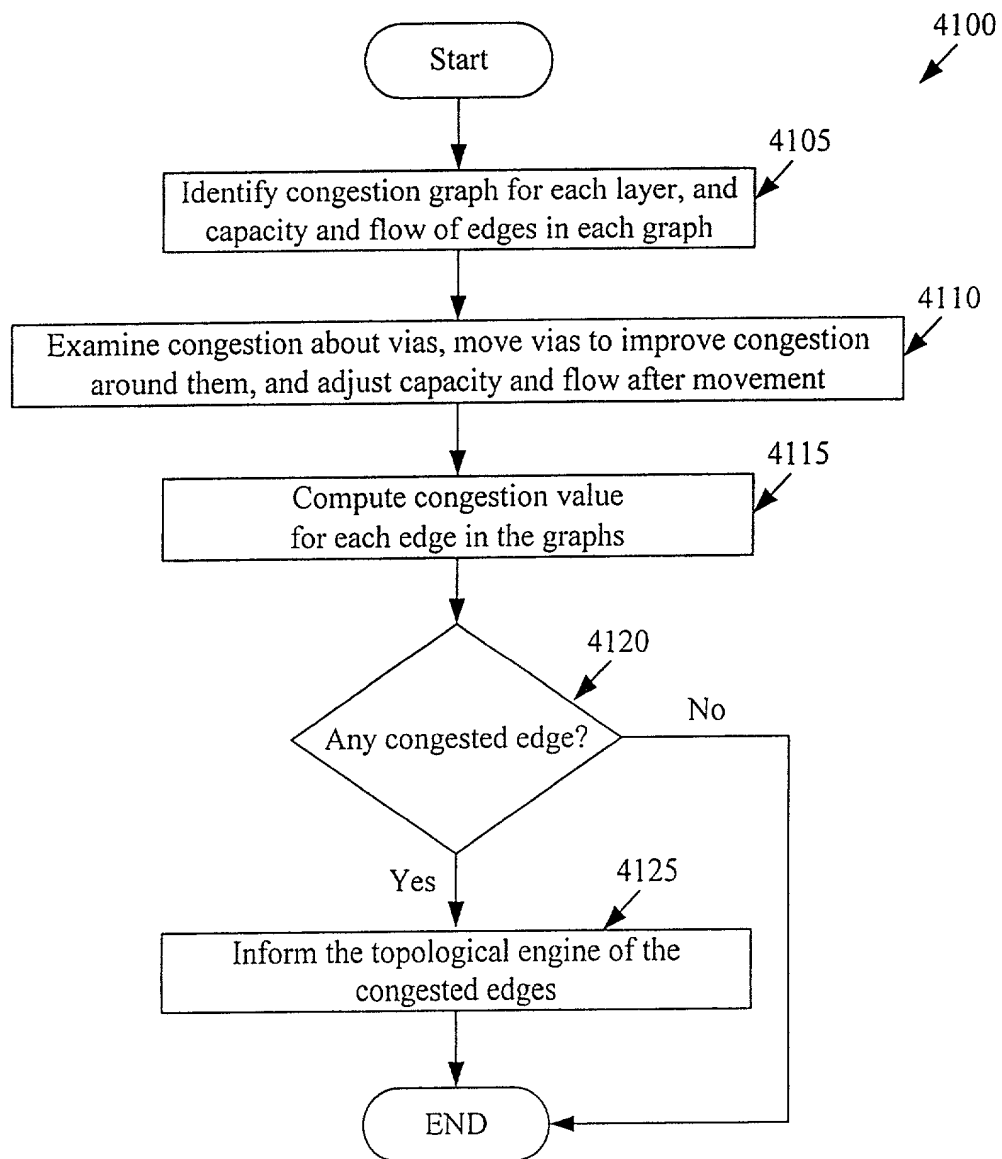 4100
Start
4105
Identify congestion graph for each layer, and
capacity and flow of edges in each graph
4110
Examine congestion about vias, move vias to improve congestion
around them, and adjust capacity and flow after movement
4115
Compute congestion value
for each edge in the graphs
4120
Any congested edge?
No
Yes
4125
Inform the topological engine of the
congested edges
END